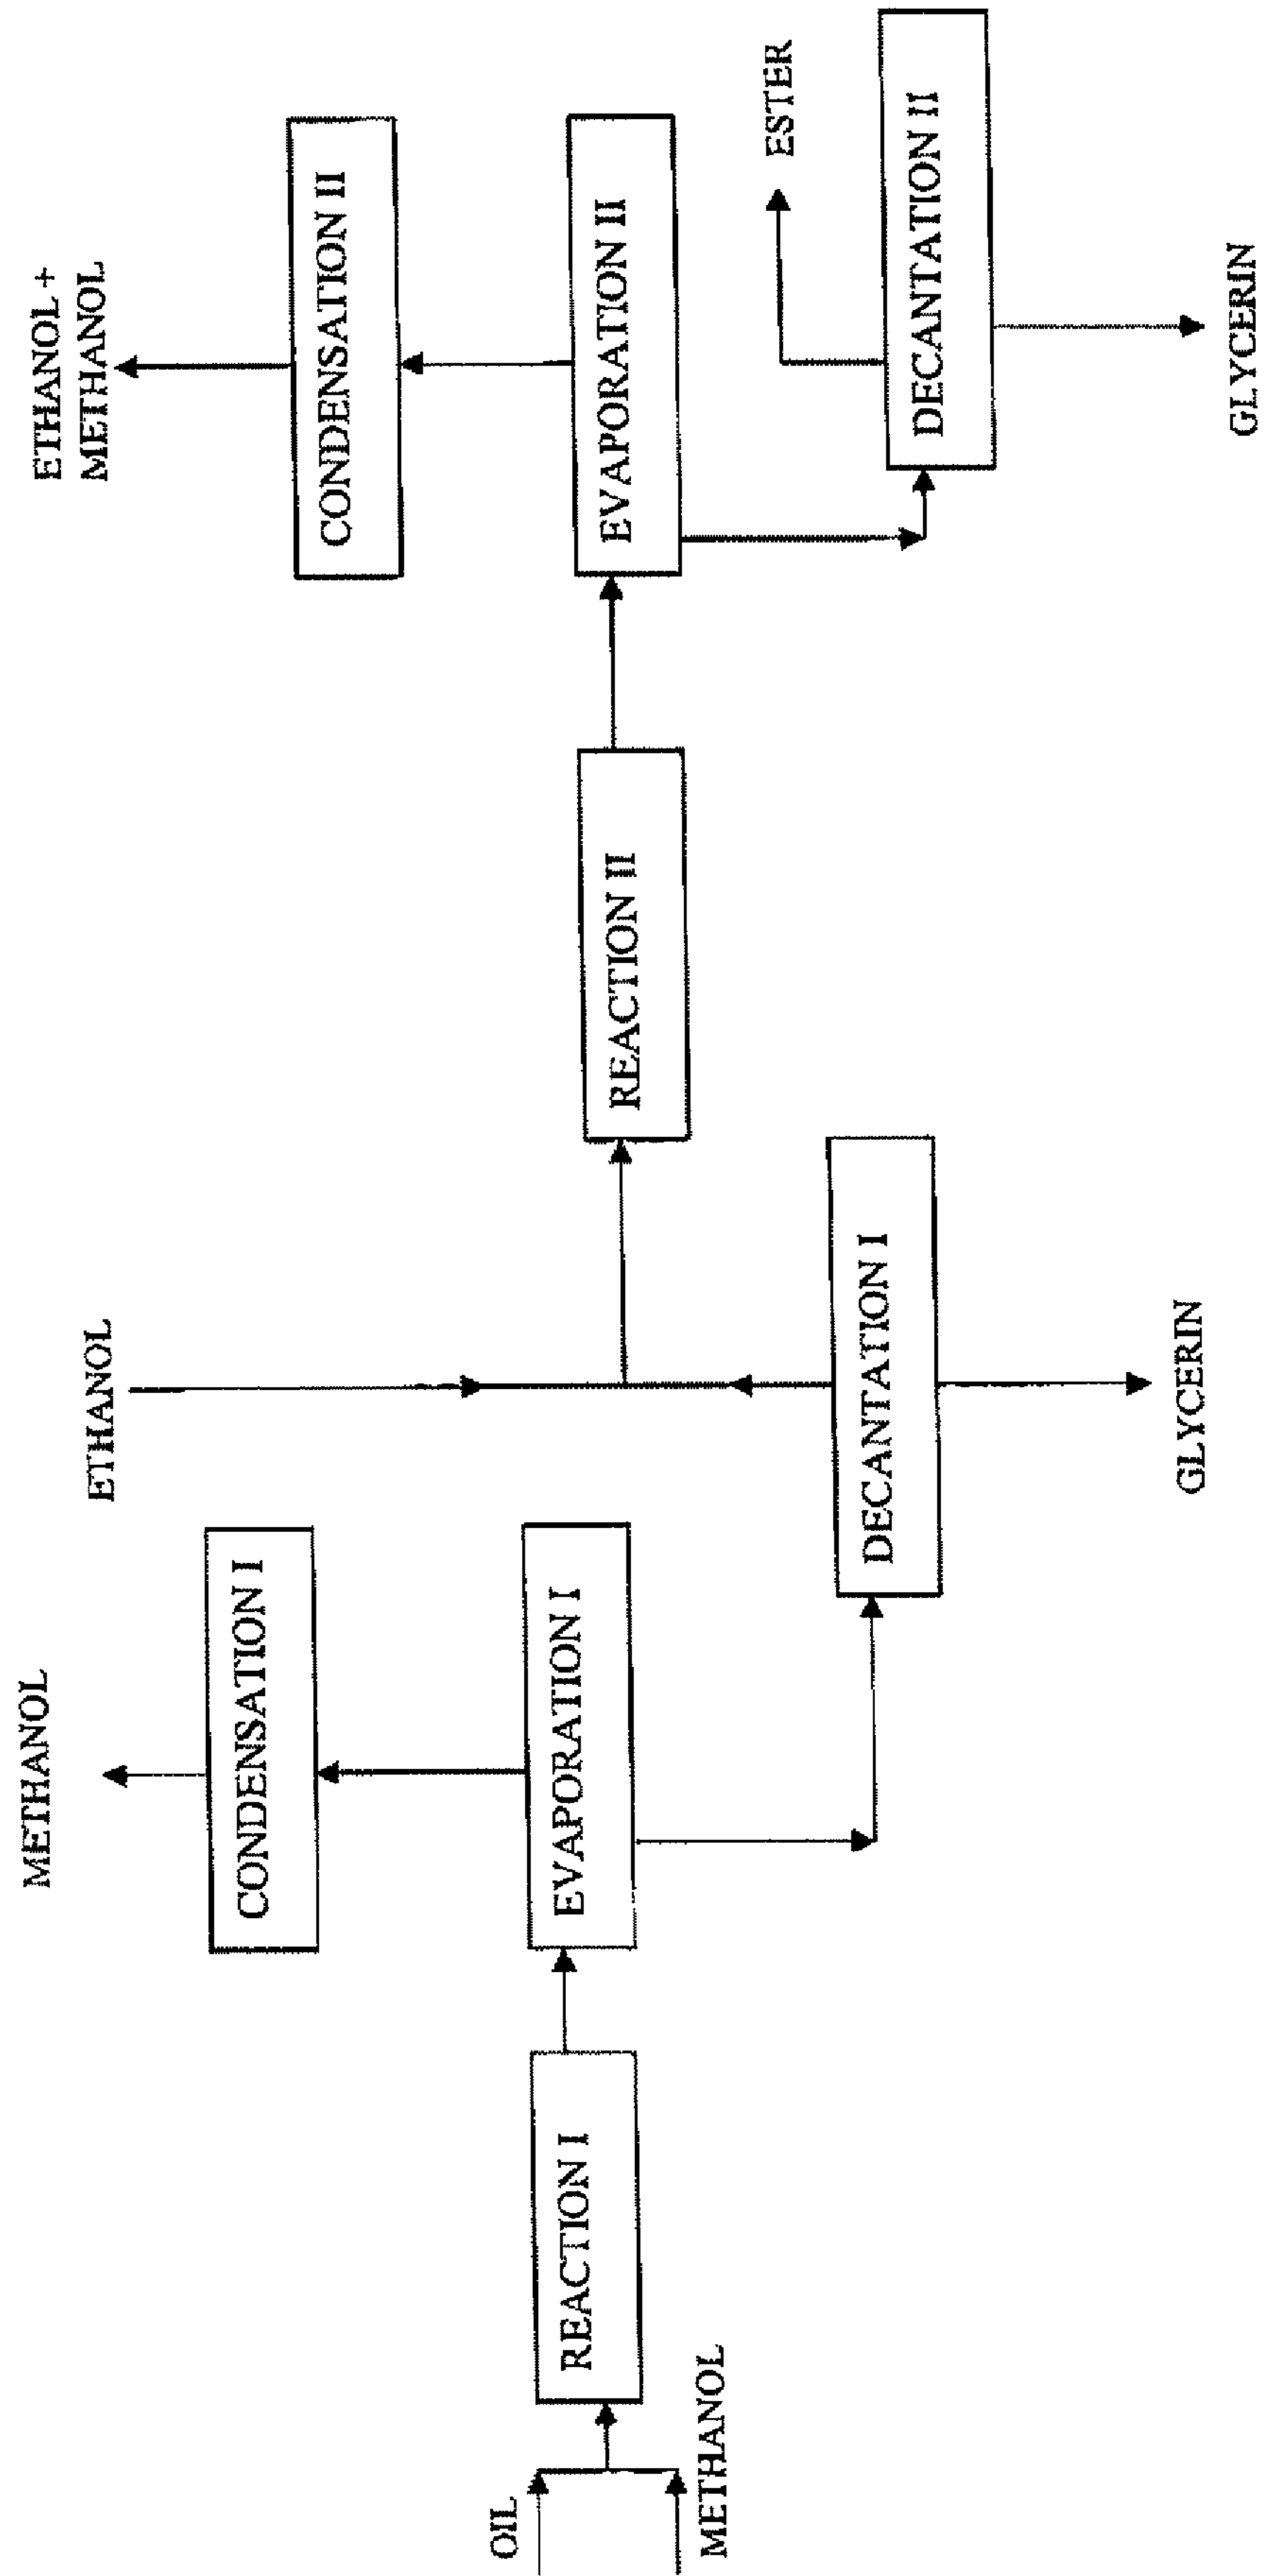 OIL
METHANOL
REACTION I
EVAPORATION I
CONDENSATION I
METHANOL
DECANTATION I
GLYCERIN
ETHANOL
REACTION II
EVAPORATION II
CONDENSATION II
ETHANOL +
METHANOL
DECANTATION II
ESTER
GLYCERIN